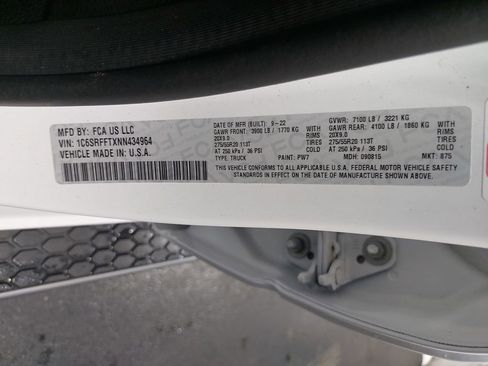 MFD BY: FCA US LLC
DATE OF MFR (BUILT): 9-22
GVWR: 7100 LB / 3221 KG
VIN: 1C6SRFFTXNN434964
GAWR FRONT: 3900 LB / 1770 KG WITH
GAWR REAR: 4100 LB / 1860 KG WITH
VEHICLE MADE IN U.S.A.
20X9.0 RIMS
20X9.0 RIMS
275/55R20 113T TIRES
275/55R20 113T TIRES
AT 250 kPa / 36 PSI COLD
AT 250 kPa / 36 PSI COLD
TYPE: TRUCK PAINT: PW7 MDH: 090815 MKT: 875
THIS VEHICLE CONFORMS TO ALL APPLICABLE U.S.A. FEDERAL MOTOR VEHICLE SAFETY
STANDARDS IN EFFECT ON THE DATE OF MANUFACTURE SHOWN ABOVE